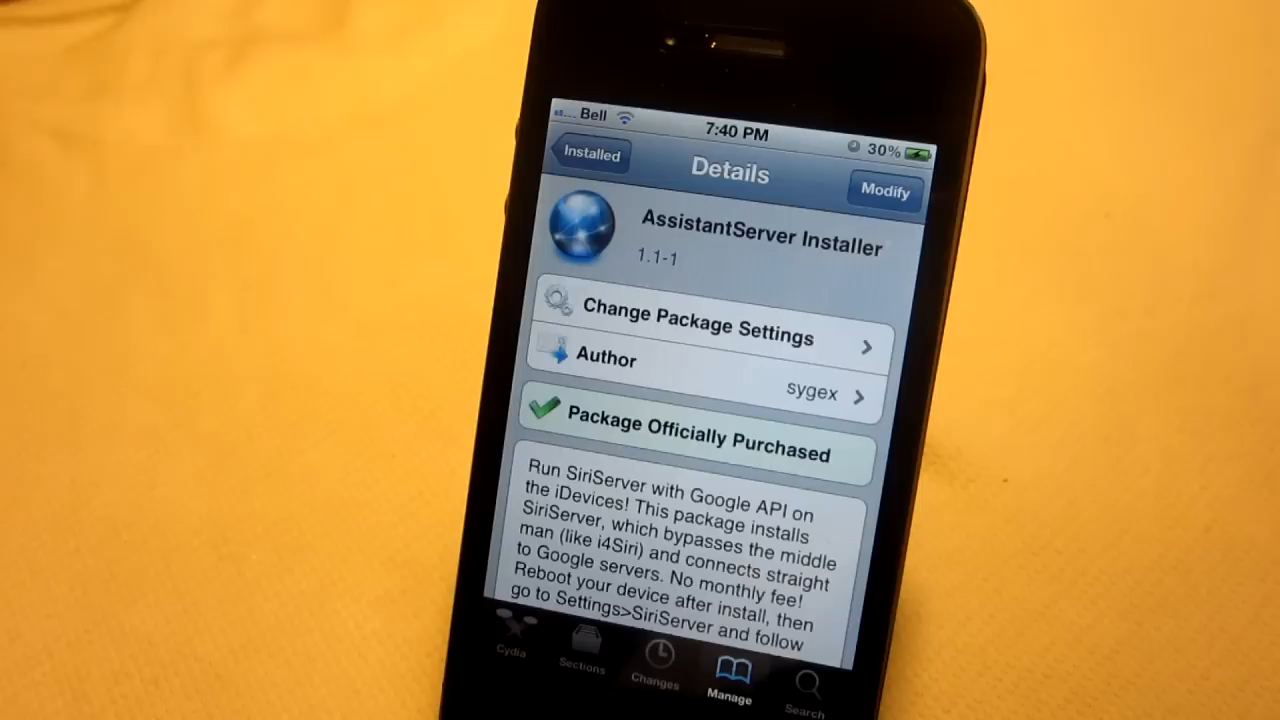 Bell 7:40 PM 30%
Installed Details Modify
AssistantServer Installer
1.1-1
Change Package Settings
Author sygex
Package Officially Purchased
Run SiriServer with Google API on
the iDevices! This package installs
SiriServer, which bypasses the middle
man (like i4Siri) and connects straight
to Google servers. No monthly fee!
Reboot your device after install, then
go to Settings>SiriServer and follow
Cydia Sections Changes Manage Search